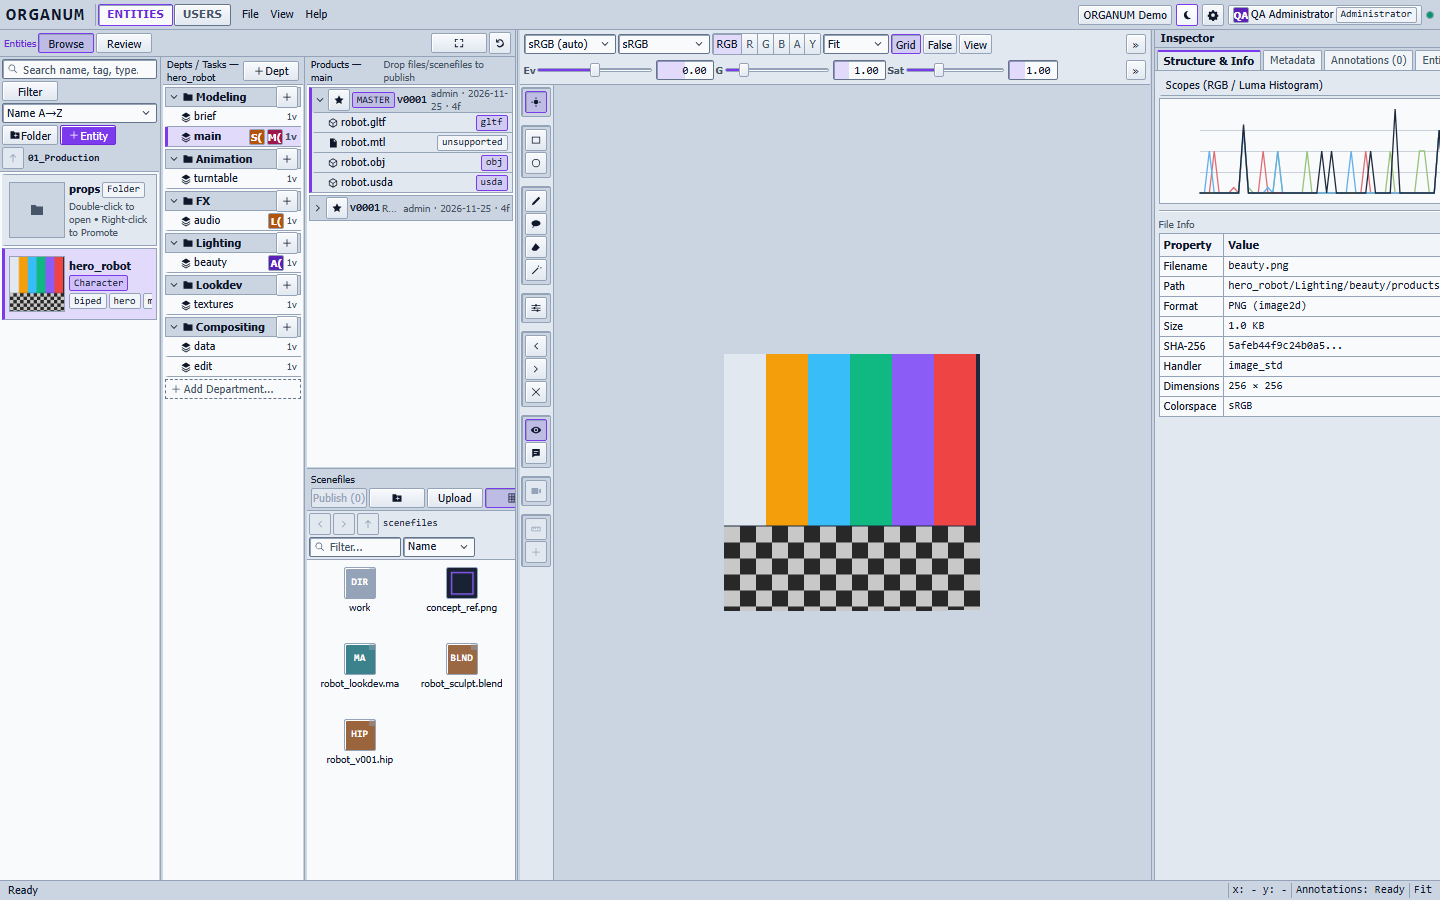 ORGANUM ENTITIES USERS File View Help ORGANUM Demo QA QA Administrator Administrator
Entities Browse Review
Search name, tag, type.
Filter
Name A→Z
Folder + Entity
01_Production
props Folder
Double-click to
open • Right-click
to Promote
hero_robot
Character
biped hero
Depts / Tasks —
hero_robot
+ Dept
Modeling
brief 1v
main S( M( 1v
Animation
turntable 1v
FX
audio L( 1v
Lighting
beauty A( 1v
Lookdev
textures 1v
Compositing
data 1v
edit 1v
+ Add Department...
Products —
main
Drop files/scenefiles to
publish
MASTER v0001 admin · 2026-11-
25 · 4f
robot.gltf gltf
robot.mtl unsupported
robot.obj obj
robot.usda usda
v0001 R... admin · 2026-11-25 · 4f
Scenefiles
Publish (0) Upload
scenefiles
Filter... Name
DIR
work
concept_ref.png
MA
robot_lookdev.ma
BLND
robot_sculpt.blend
HIP
robot_v001.hip
sRGB (auto) sRGB RGB R G B A Y Fit Grid False View »
Ev 0.00 G 1.00 Sat 1.00 »
Inspector
Structure & Info Metadata Annotations (0) Enti
Scopes (RGB / Luma Histogram)
File Info
Property Value
Filename beauty.png
Path hero_robot/Lighting/beauty/products
Format PNG (image2d)
Size 1.0 KB
SHA-256 5afeb44f9c24b0a5...
Handler image_std
Dimensions 256 × 256
Colorspace sRGB
Ready x: - y: - Annotations: Ready Fit